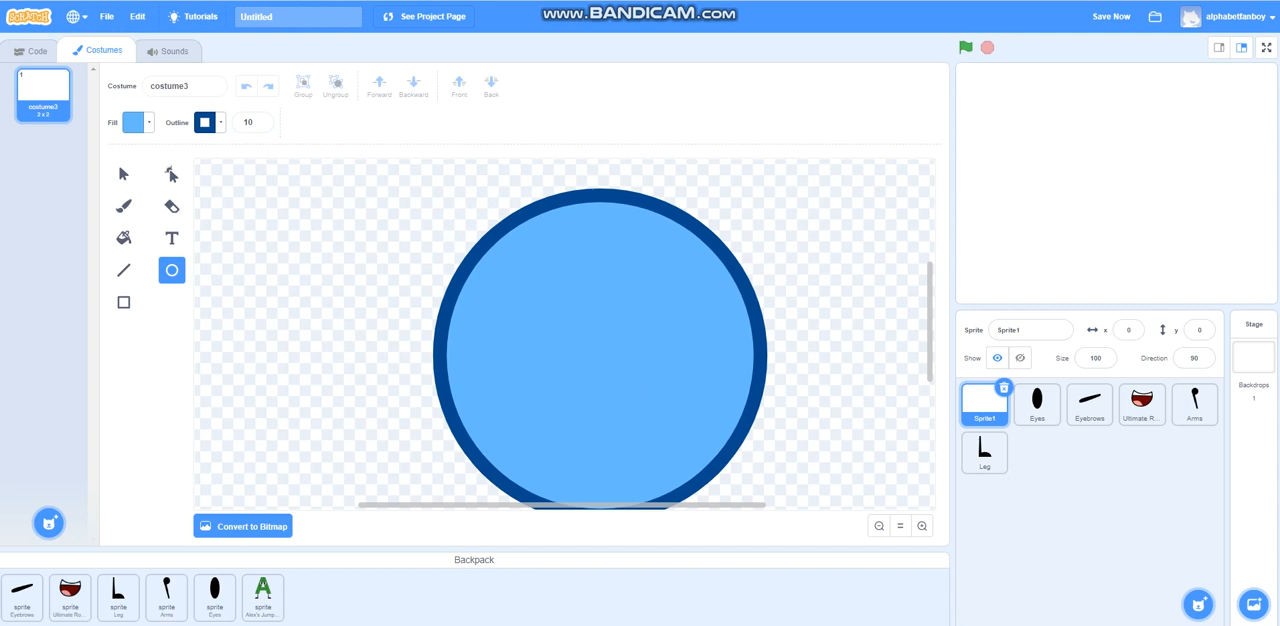 SCRATCH
File
Edit
Tutorials
Untitled
See Project Page
www.BANDICAM.com
Save Now
alphabetfanboy
Code
Costumes
Sounds
1
costume3
2 x 2
Costume
costume3
Group
Ungroup
Forward
Backward
Front
Back
Fill
Outline
10
T
Convert to Bitmap
Backpack
sprite
Eyebrows
sprite
Ultimate Ro...
sprite
Leg
sprite
Arms
sprite
Eyes
sprite
Alex's Jump...
Sprite
Sprite1
x
0
y
0
Show
Size
100
Direction
90
Sprite1
Eyes
Eyebrows
Ultimate R...
Arms
Leg
Stage
Backdrops
1